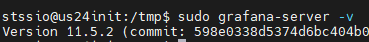 stssio@us24init:/tmp$ sudo grafana-server -v
Version 11.5.2 (commit: 598e0338d5374d6bc404b0